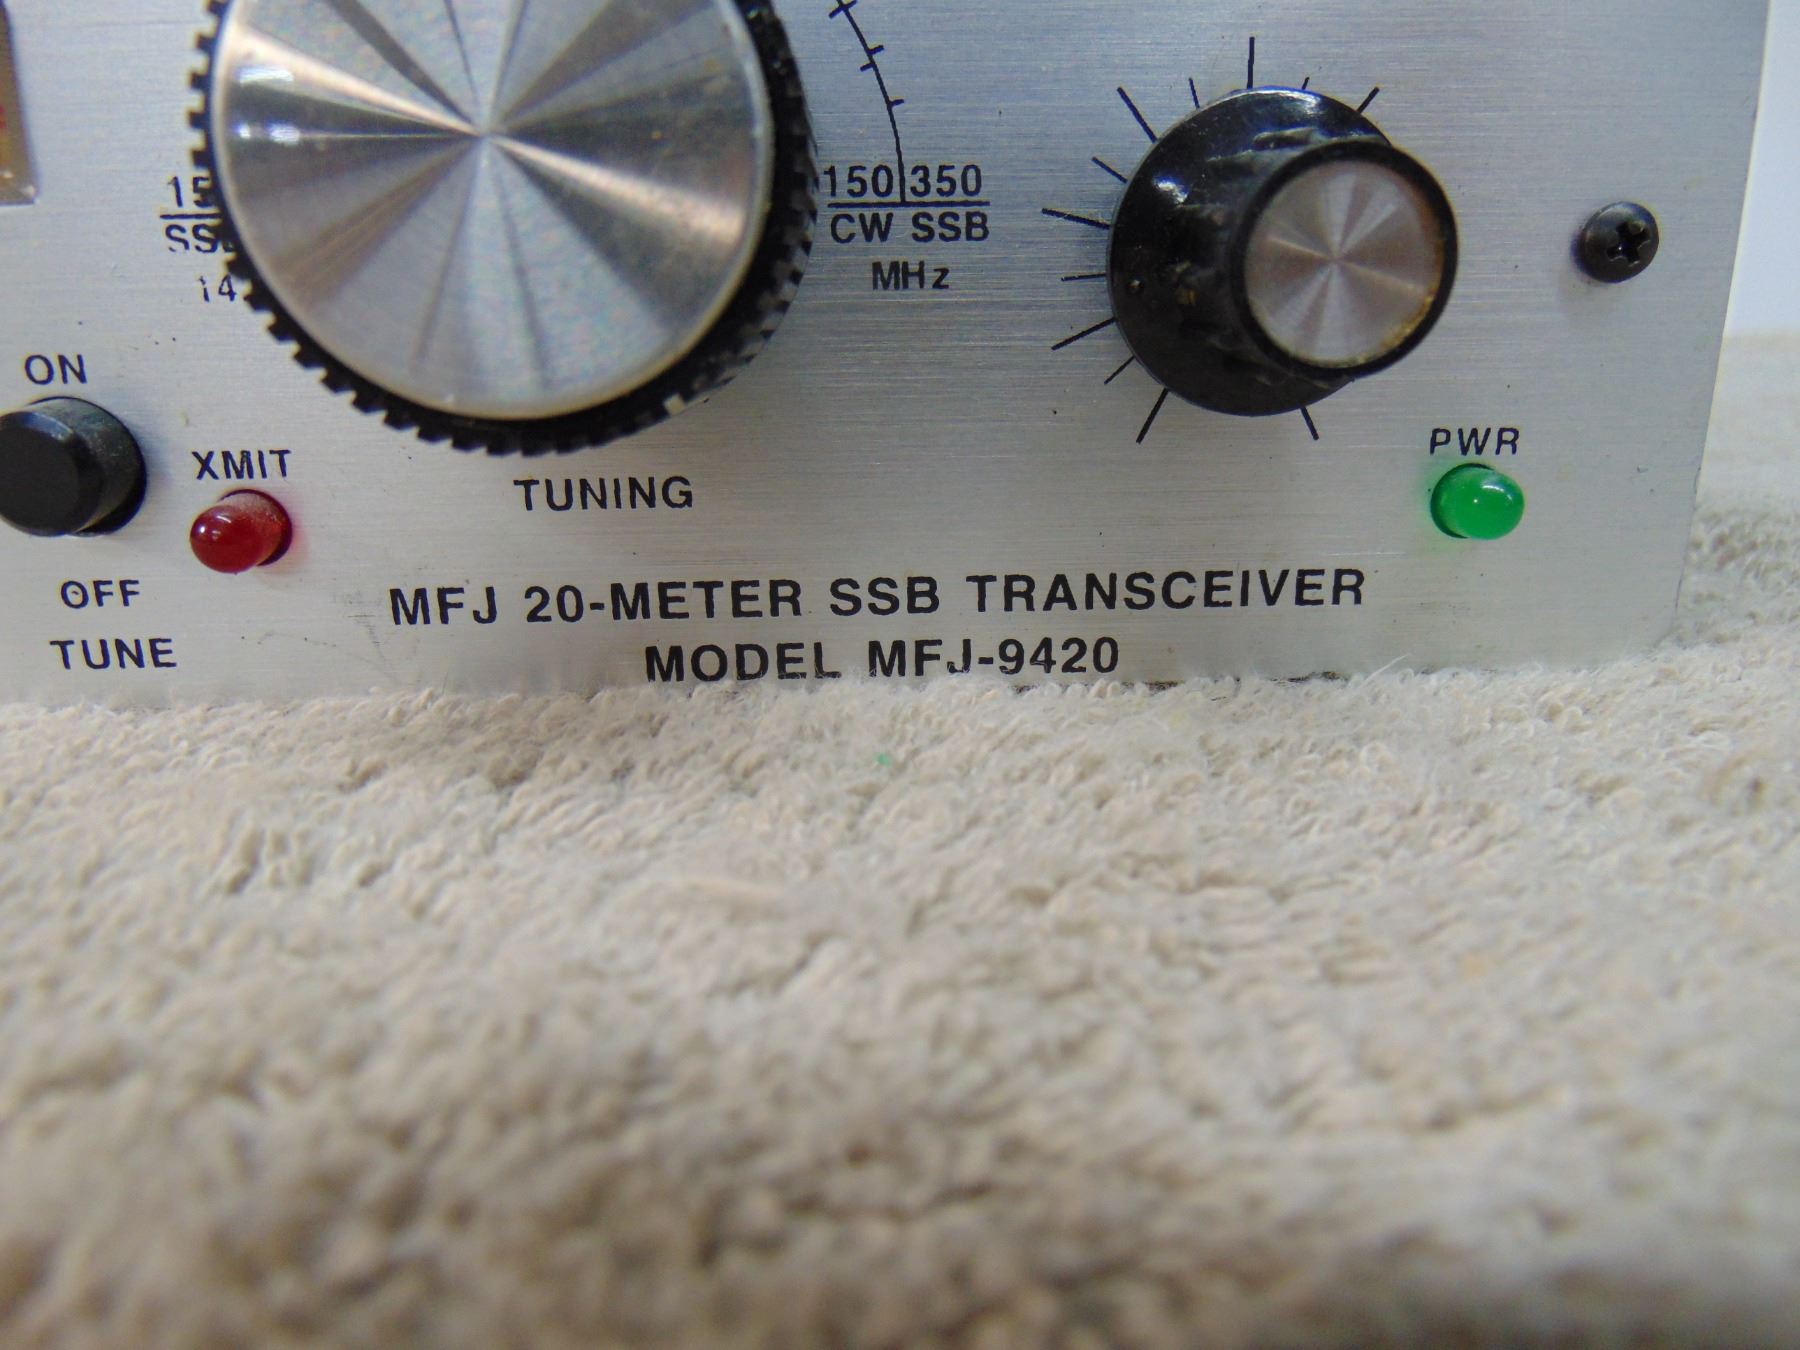 150 350
CW SSB
MHz
14
ON
XMIT
PWR
TUNING
OFF
TUNE
MFJ 20-METER SSB TRANSCEIVER
MODEL MFJ-9420